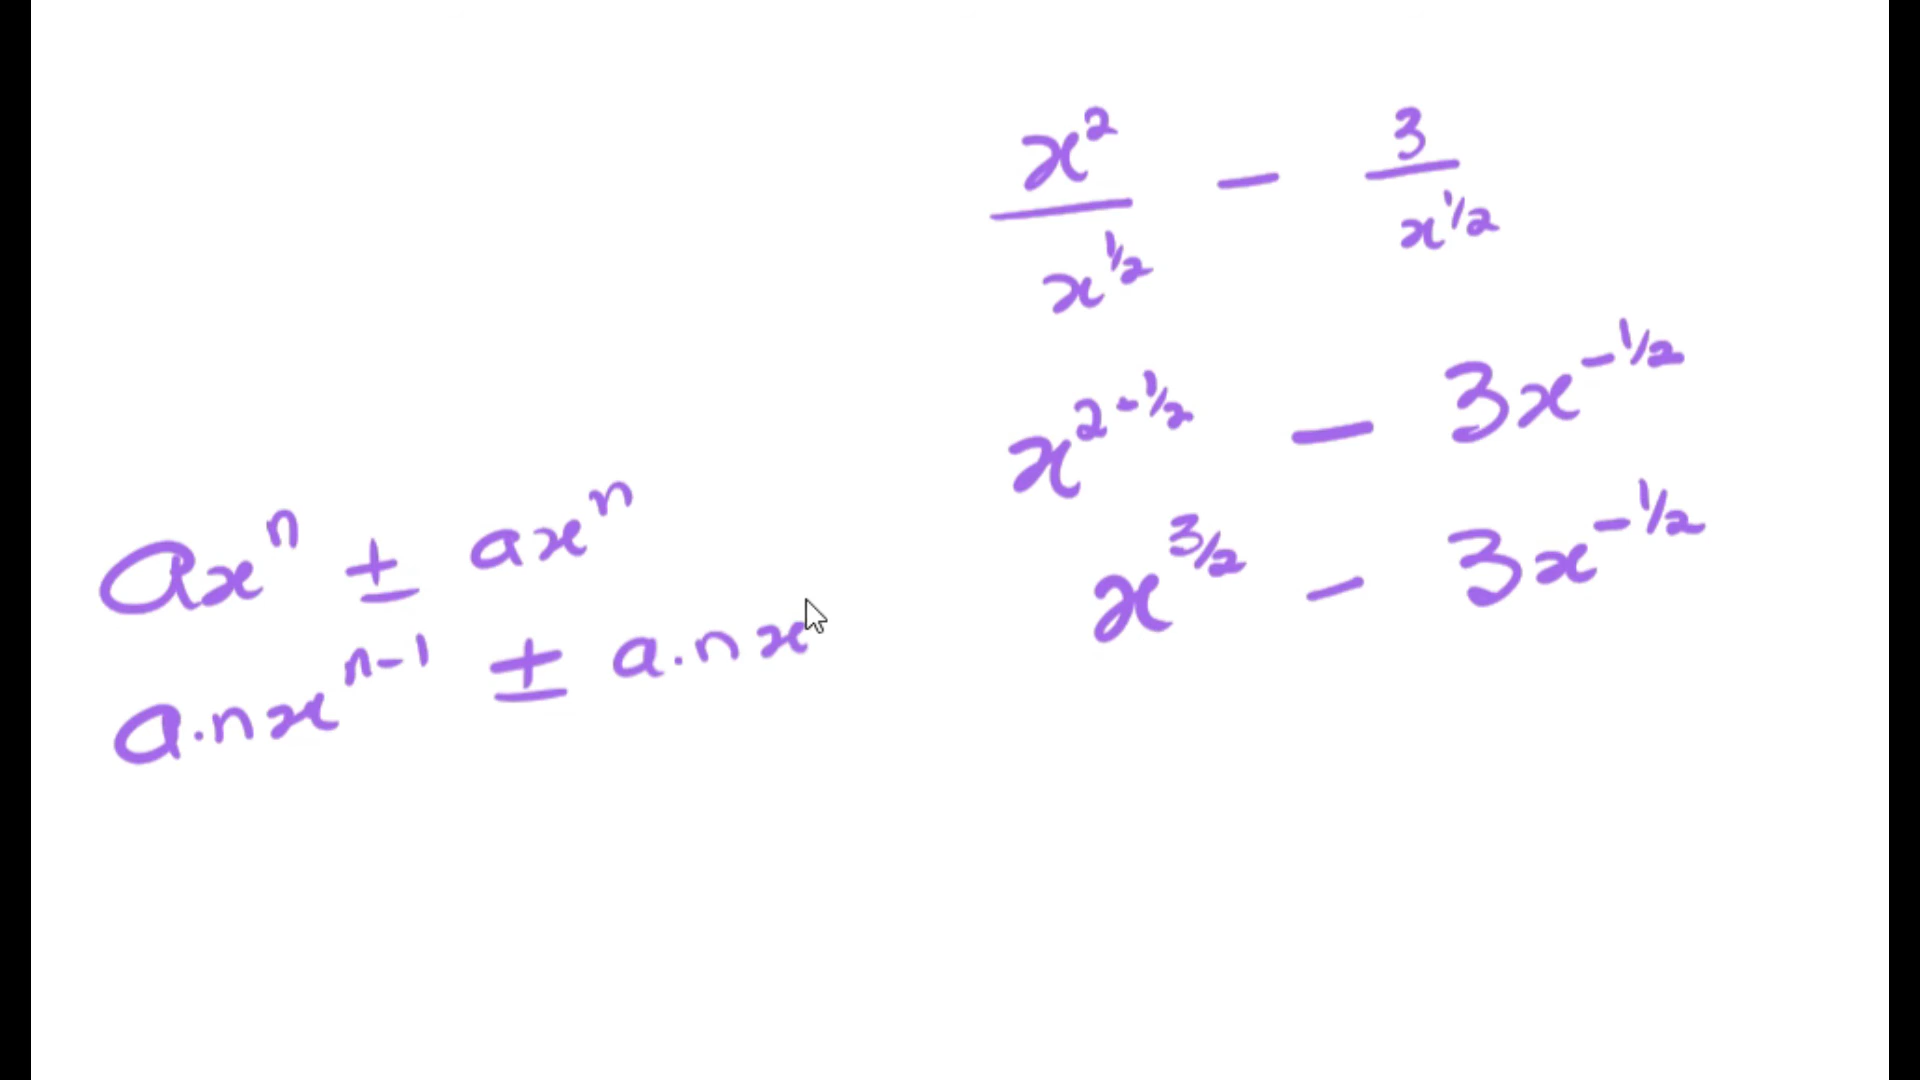 x² / x^1/2 − 3 / x^1/2
x^2-1/2 − 3x^-1/2
x^3/2 − 3x^-1/2
ax^n ± ax^n
a.nx^n-1 ± a.nx